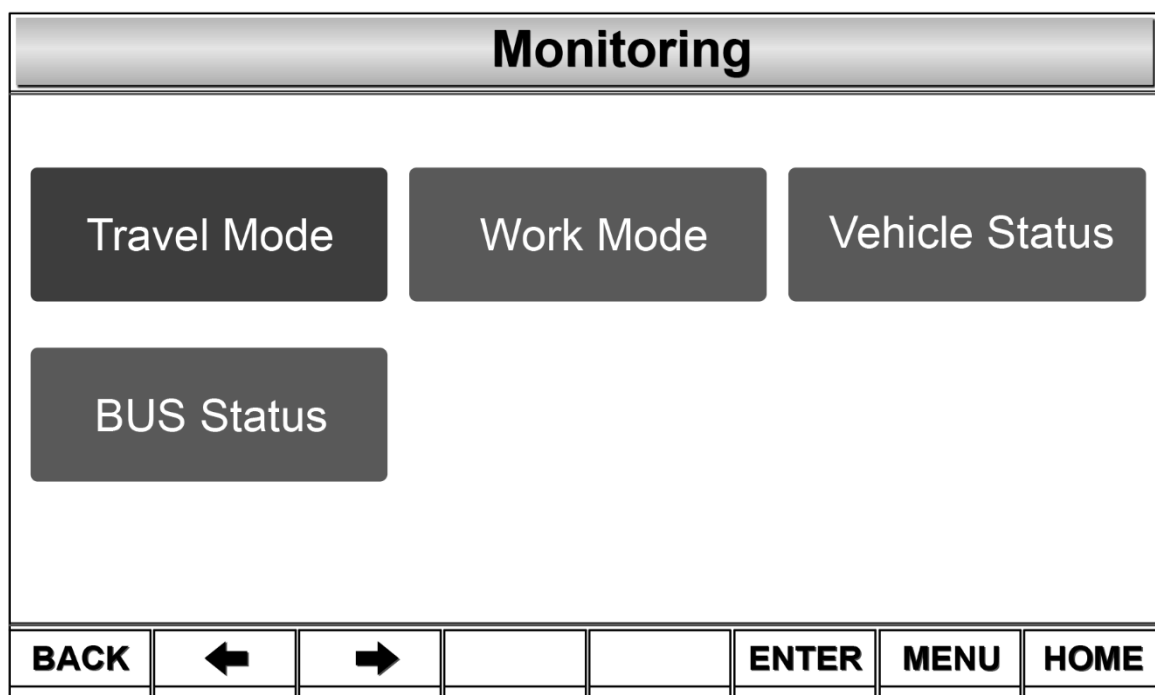 Monitoring
Travel Mode
Work Mode
Vehicle Status
BUS Status
BACK
ENTER
MENU
HOME